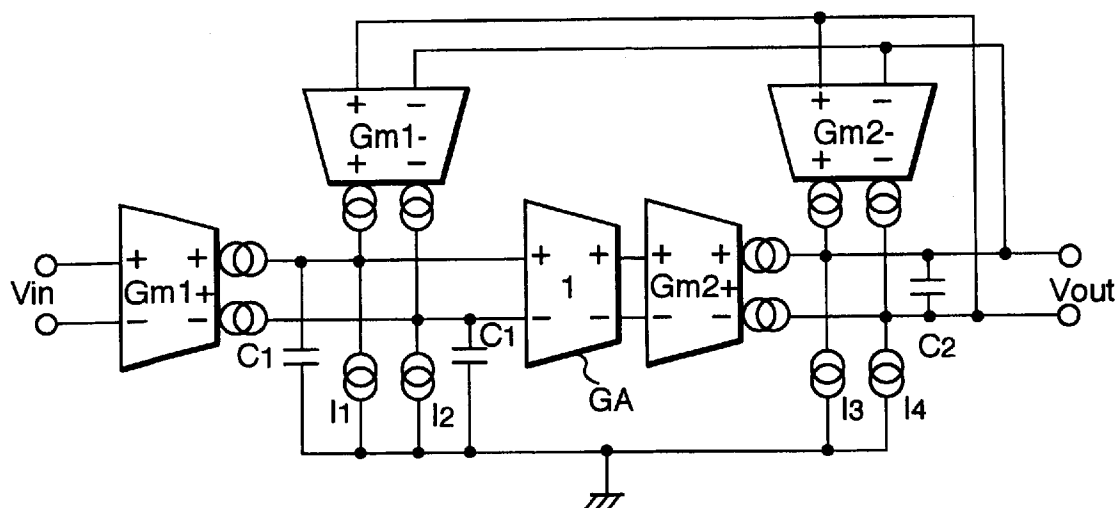 + −
Gm1-
+ −
+ −
Gm2-
+ −
Vin
+ +
Gm1+
− −
C1
I1
I2
C1
+ +
1
− −
GA
+ +
Gm2+
− −
I3
I4
C2
Vout